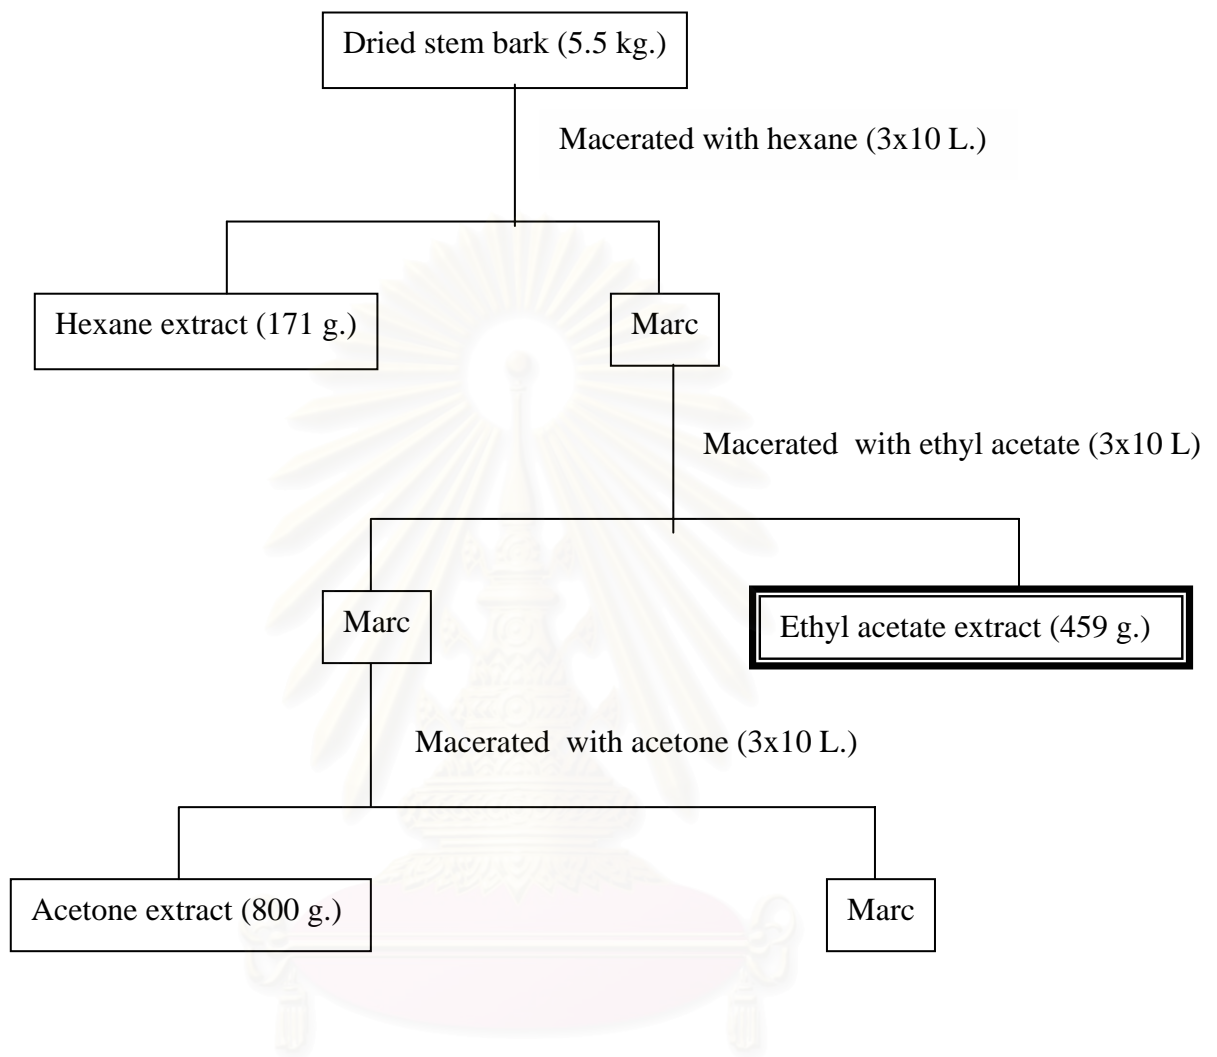 Dried stem bark (5.5 kg.)
Macerated with hexane (3x10 L.)
Hexane extract (171 g.)
Marc
Macerated  with ethyl acetate (3x10 L)
Marc
Ethyl acetate extract (459 g.)
Macerated  with acetone (3x10 L.)
Acetone extract (800 g.)
Marc